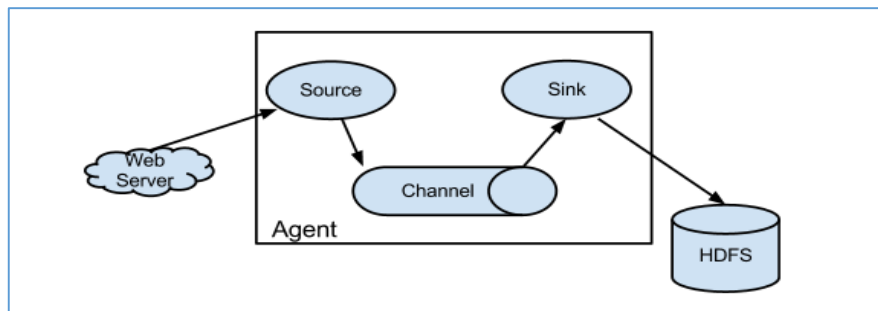 Source
Sink
Web
Server
Channel
Agent
HDFS